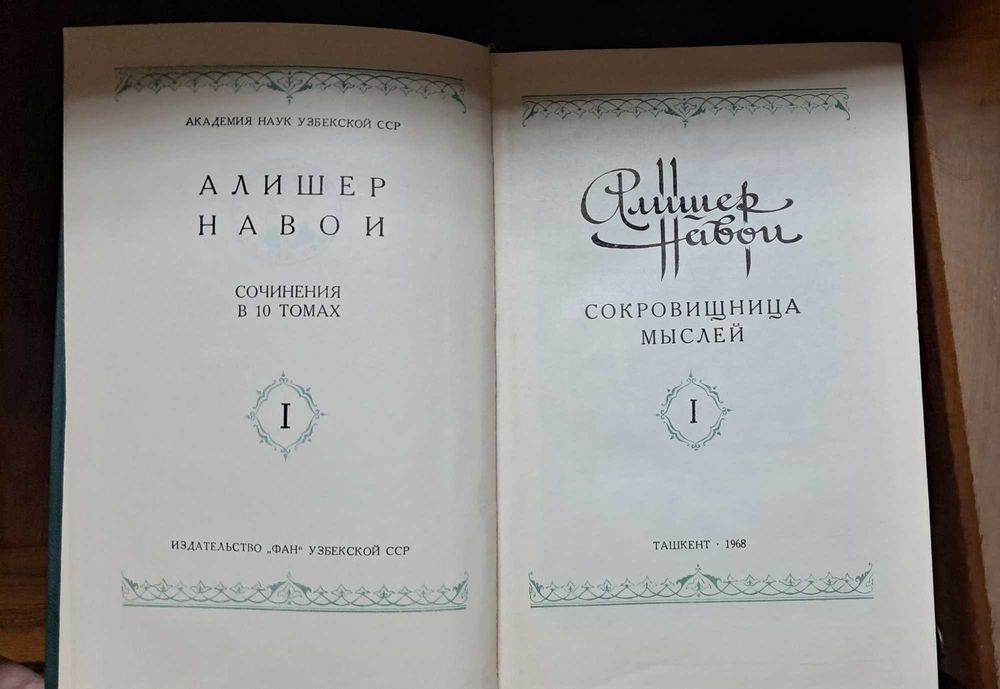 АКАДЕМИЯ НАУК УЗБЕКСКОЙ ССР
АЛИШЕР
НАВОИ
СОЧИНЕНИЯ
В 10 ТОМАХ
I
ИЗДАТЕЛЬСТВО „ФАН“ УЗБЕКСКОЙ ССР
Алишер
Навои
СОКРОВИЩНИЦА
МЫСЛЕЙ
I
ТАШКЕНТ · 1968